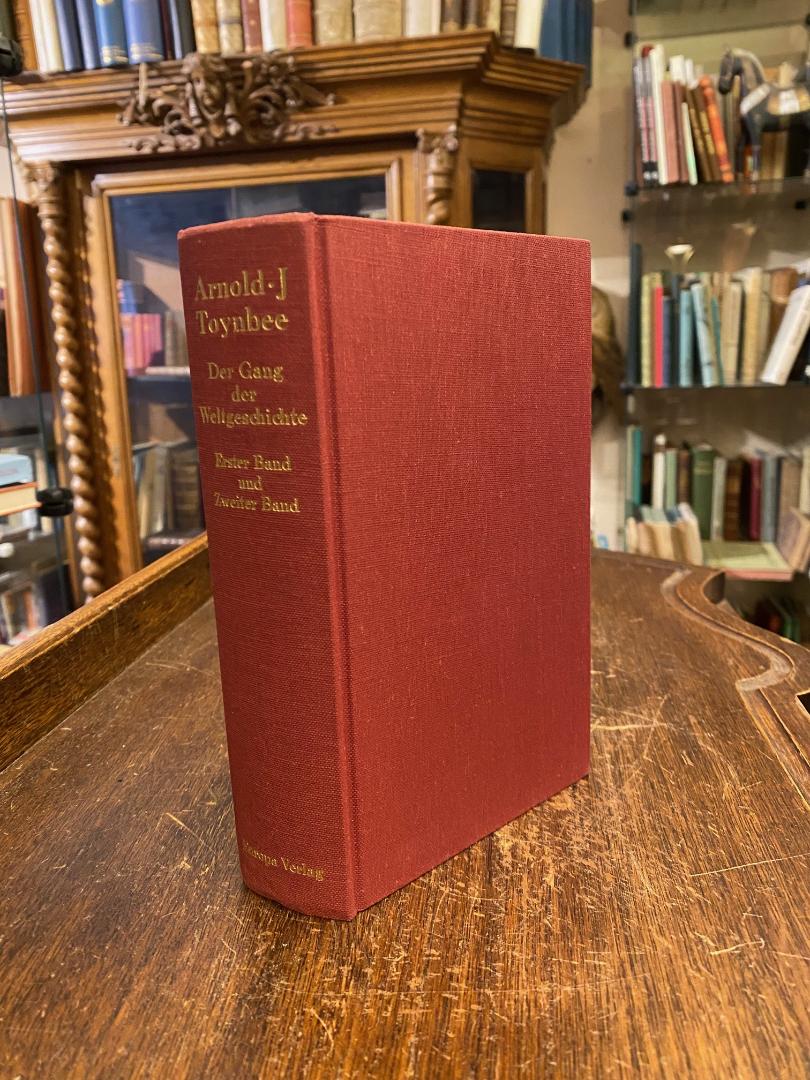 Arnold · J
Toynbee
Der Gang
der
Weltgeschichte
Erster Band
und
Zweiter Band
Europa Verlag